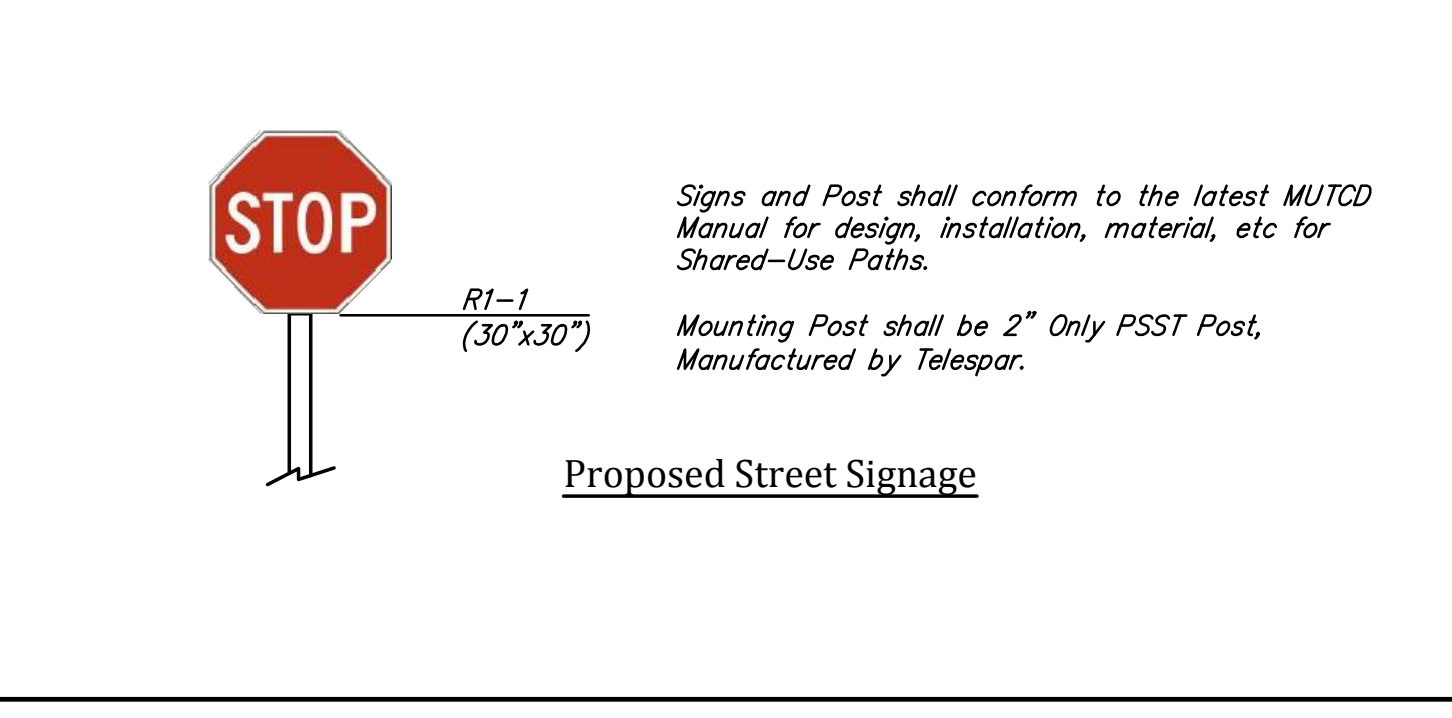 STOP
R1-1
(30"x30")
Signs and Post shall conform to the latest MUTCD
Manual for design, installation, material, etc for
Shared-Use Paths.
Mounting Post shall be 2" Only PSST Post,
Manufactured by Telespar.
Proposed Street Signage